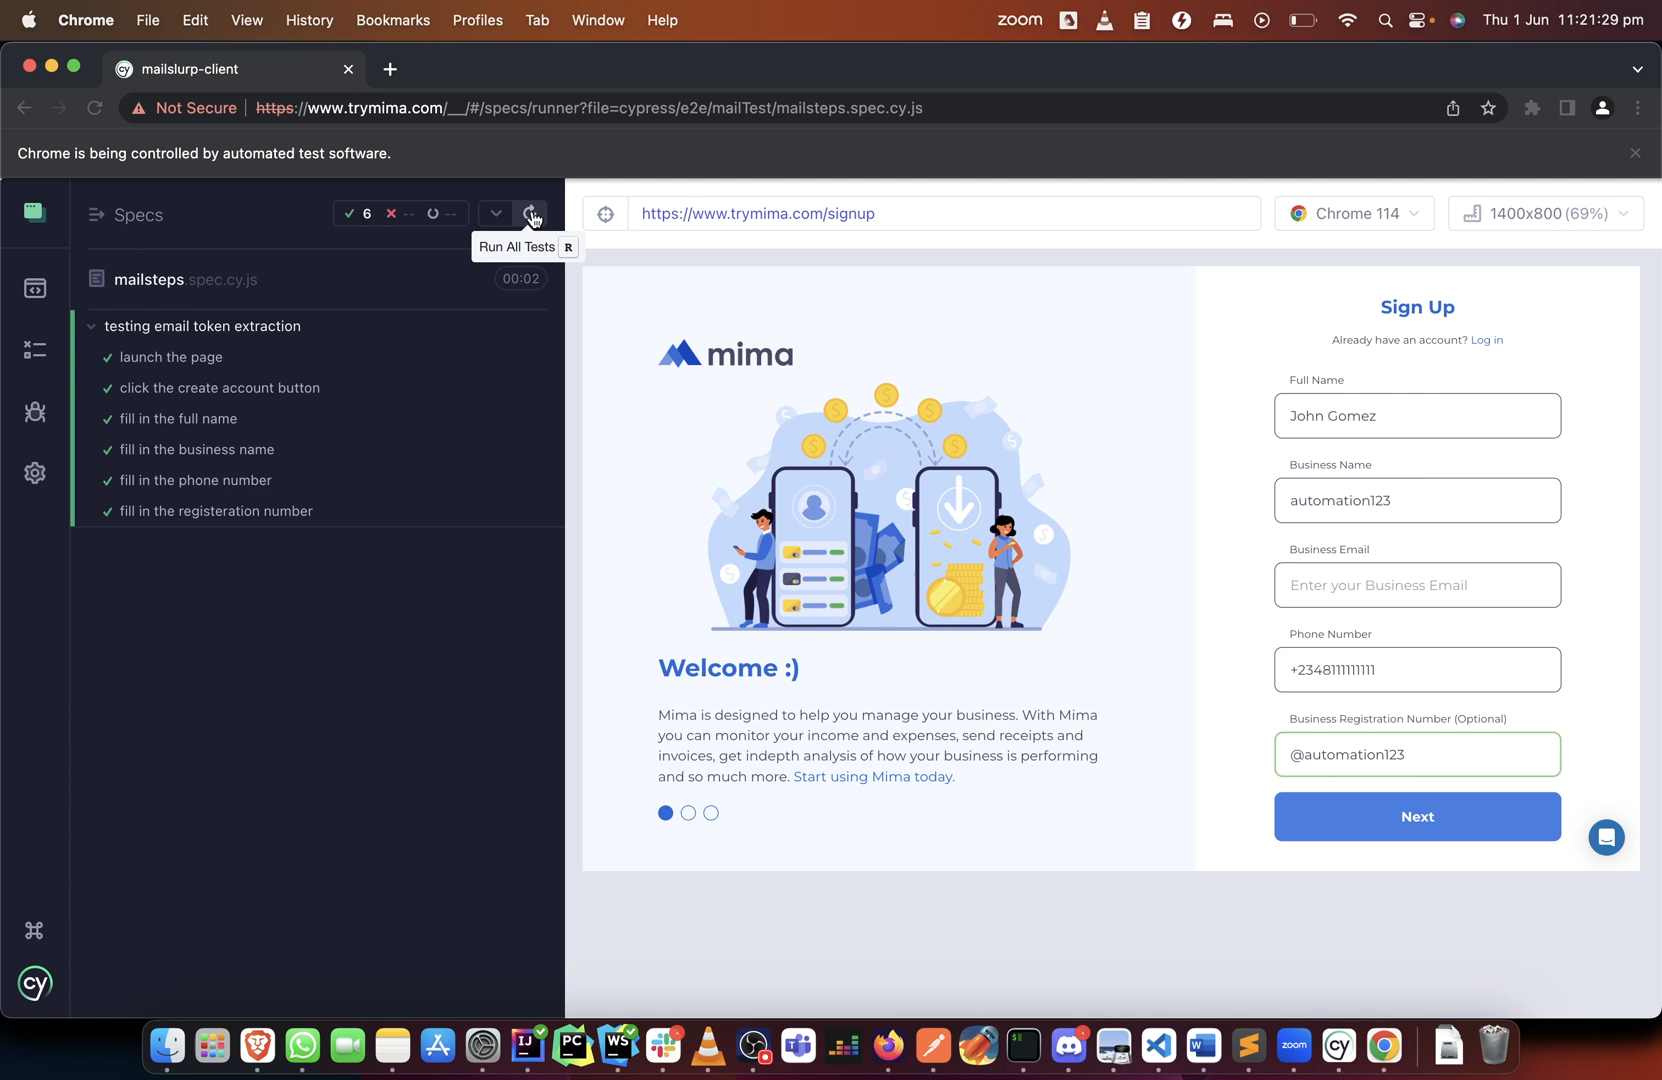 Chrome File Edit View History Bookmarks Profiles Tab Window Help zoom Thu 1 Jun 11:21:29 pm
mailslurp-client
Not Secure https://www.trymima.com/__/#/specs/runner?file=cypress/e2e/mailTest/mailsteps.spec.cy.js
Chrome is being controlled by automated test software.
Specs 6 -- --
Run All Tests R
mailsteps.spec.cy.js 00:02
testing email token extraction
launch the page
click the create account button
fill in the full name
fill in the business name
fill in the phone number
fill in the registeration number
cy
https://www.trymima.com/signup Chrome 114 1400x800 (69%)
mima
Welcome :)
Mima is designed to help you manage your business. With Mima
you can monitor your income and expenses, send receipts and
invoices, get indepth analysis of how your business is performing
and so much more. Start using Mima today.
Sign Up
Already have an account? Log in
Full Name
John Gomez
Business Name
automation123
Business Email
Enter your Business Email
Phone Number
+2348111111111
Business Registration Number (Optional)
@automation123
Next
IJ PC WS W zoom cy